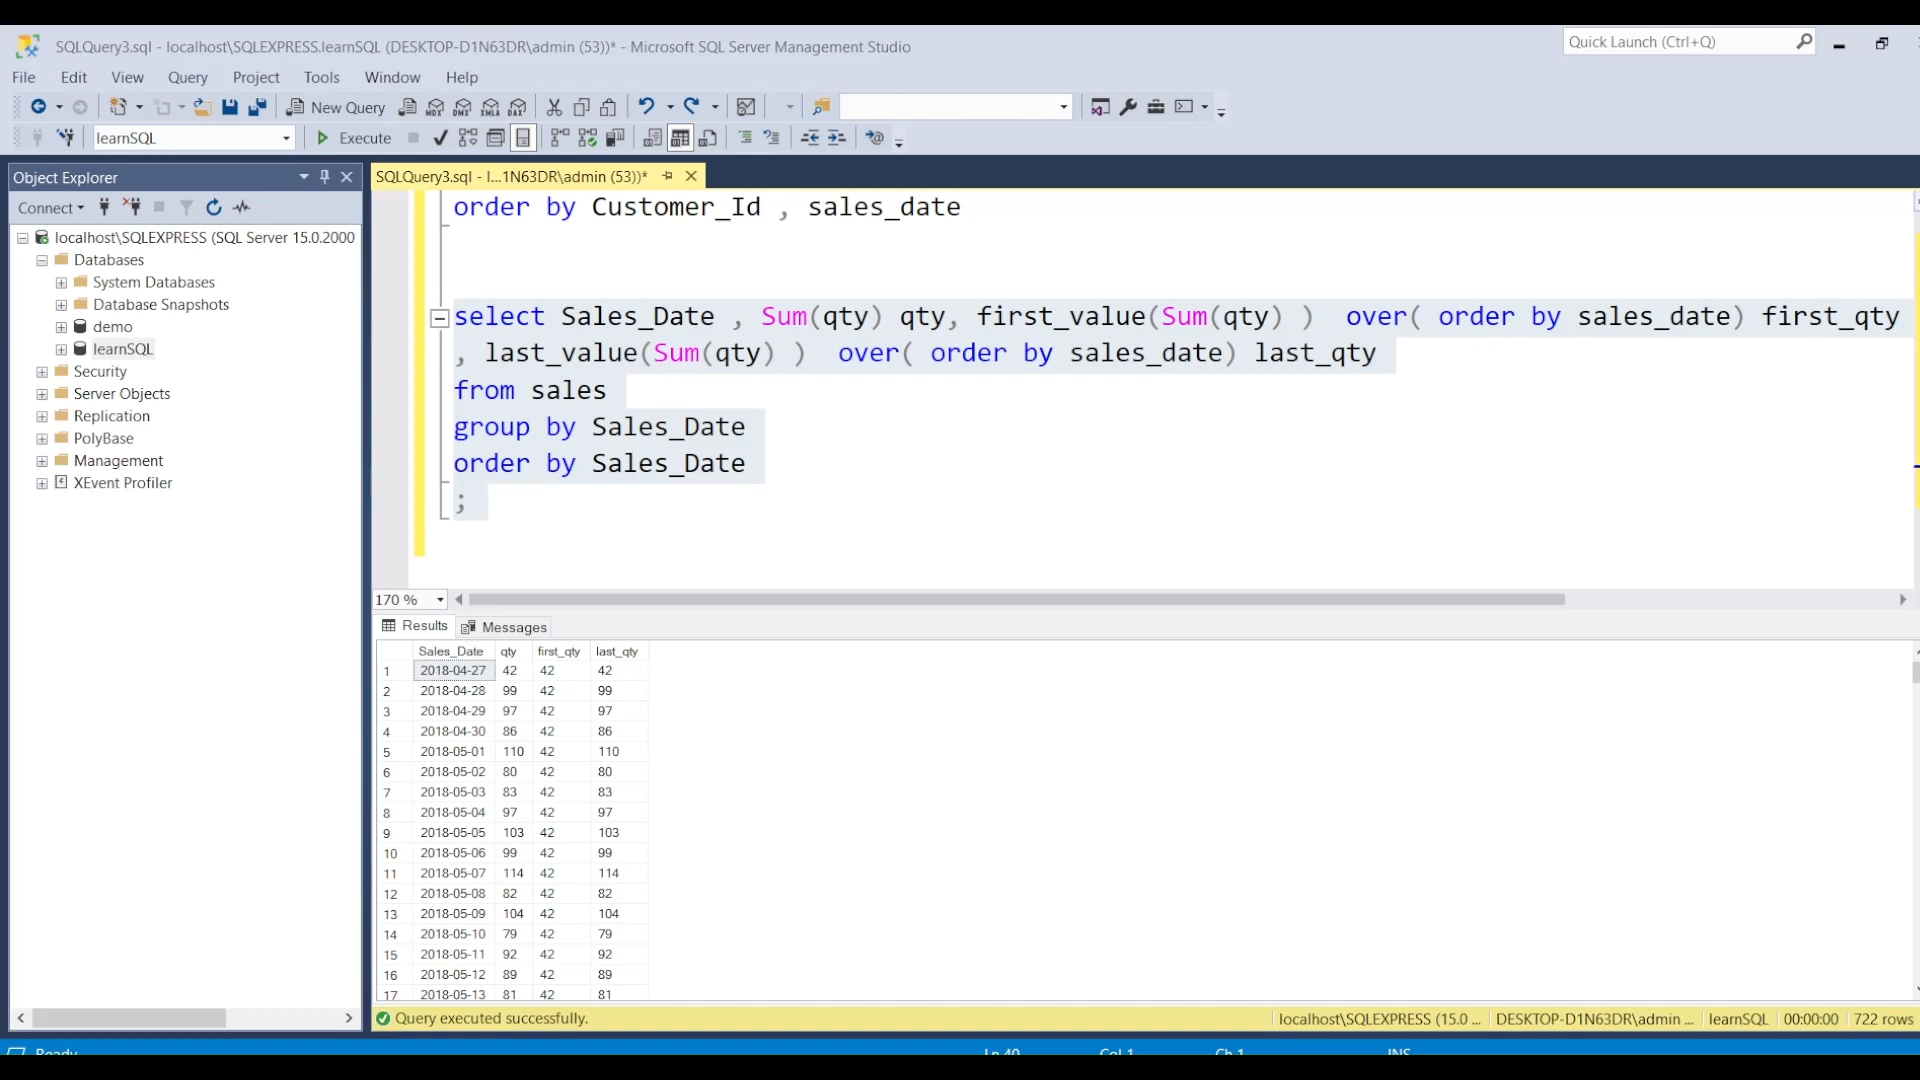 SQLQuery3.sql - localhost\SQLEXPRESS.learnSQL (DESKTOP-D1N63DR\admin (53))* - Microsoft SQL Server Management Studio
Quick Launch (Ctrl+Q)
File Edit View Query Project Tools Window Help
New Query MDX DMX XMLA DAX
learnSQL Execute
Object Explorer
SQLQuery3.sql - l...1N63DR\admin (53))*
Connect
localhost\SQLEXPRESS (SQL Server 15.0.2000
Databases
System Databases
Database Snapshots
demo
learnSQL
Security
Server Objects
Replication
PolyBase
Management
XEvent Profiler
order by Customer_Id , sales_date
select Sales_Date , Sum(qty) qty, first_value(Sum(qty) ) over( order by sales_date) first_qty
, last_value(Sum(qty) ) over( order by sales_date) last_qty
from sales
group by Sales_Date
order by Sales_Date
;
170 %
Results Messages
Sales_Date qty first_qty last_qty
1 2018-04-27 42 42 42
2 2018-04-28 99 42 99
3 2018-04-29 97 42 97
4 2018-04-30 86 42 86
5 2018-05-01 110 42 110
6 2018-05-02 80 42 80
7 2018-05-03 83 42 83
8 2018-05-04 97 42 97
9 2018-05-05 103 42 103
10 2018-05-06 99 42 99
11 2018-05-07 114 42 114
12 2018-05-08 82 42 82
13 2018-05-09 104 42 104
14 2018-05-10 79 42 79
15 2018-05-11 92 42 92
16 2018-05-12 89 42 89
17 2018-05-13 81 42 81
Query executed successfully.
localhost\SQLEXPRESS (15.0 ... DESKTOP-D1N63DR\admin ... learnSQL 00:00:00 722 rows
Ready Ln 40 Col 1 Ch 1 INS